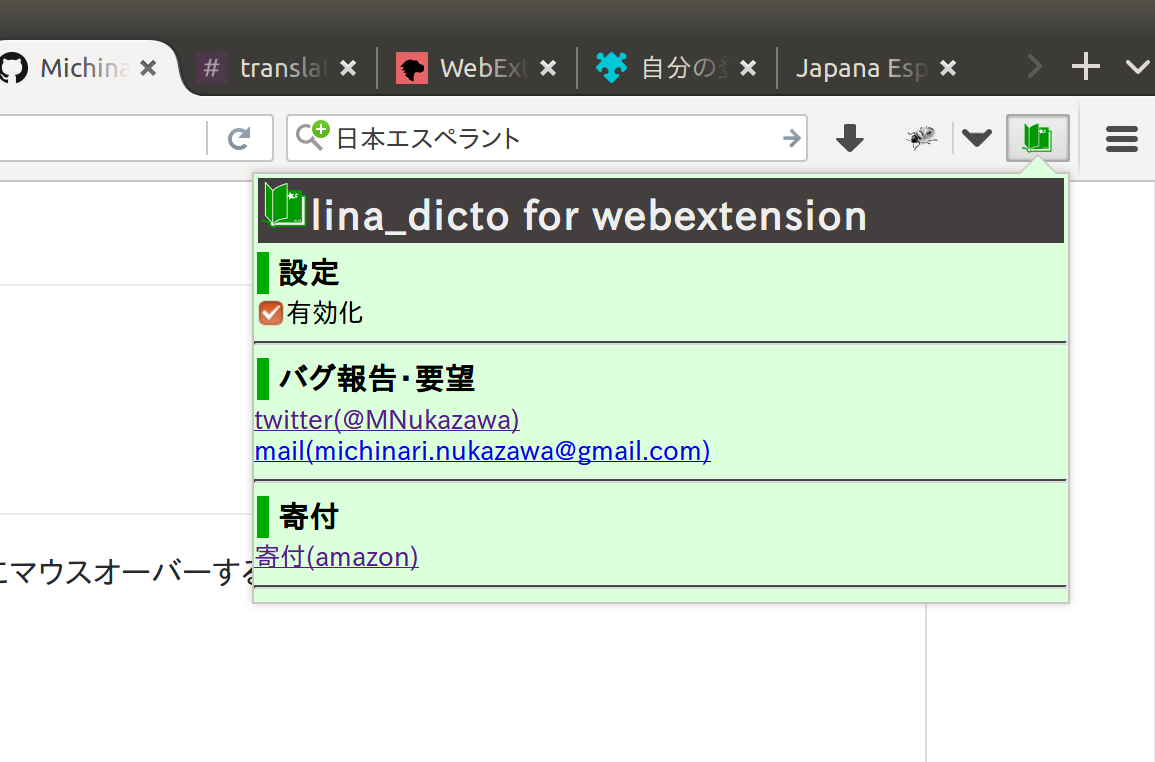 Michina
# translat
WebExt
自分の
Japana Esp
日本エスペラント
lina_dicto for webextension
設定
有効化
バグ報告・要望
twitter(@MNukazawa)
mail(michinari.nukazawa@gmail.com)
寄付
寄付(amazon)
にマウスオーバーする